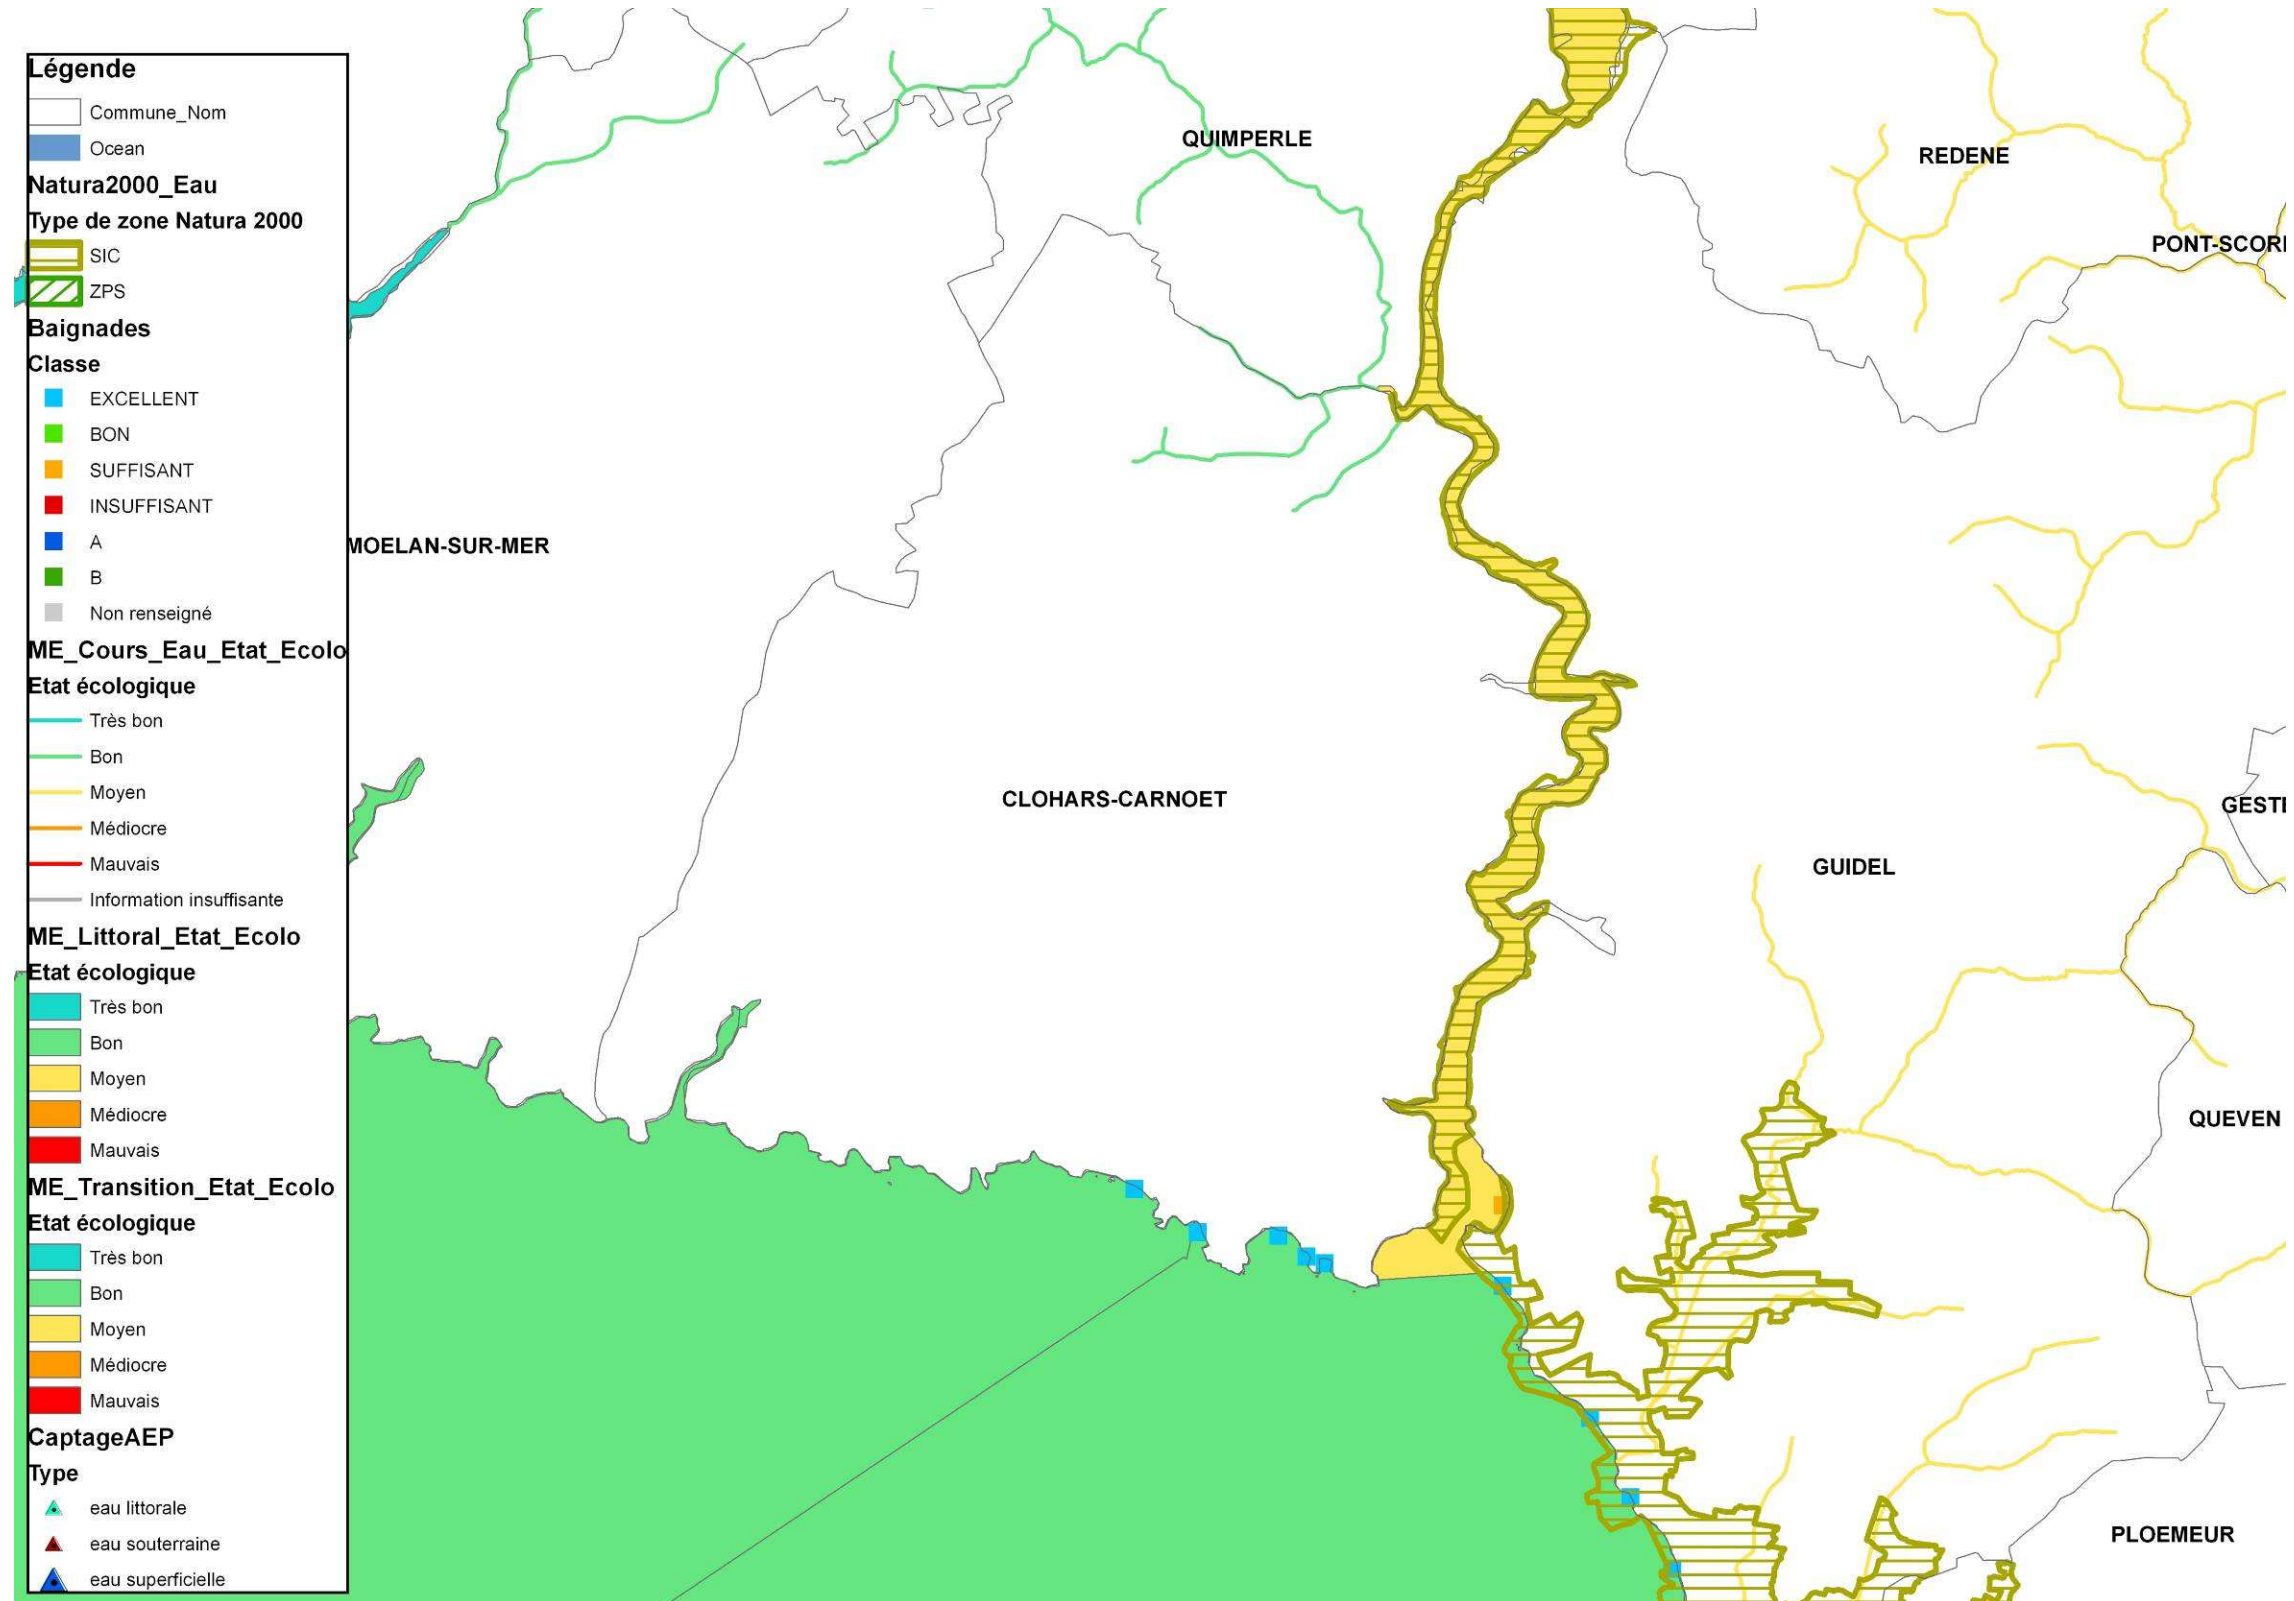 Légende
Commune_Nom
Ocean
Natura2000_Eau
Type de zone Natura 2000
SIC
ZPS
Baignades
Classe
EXCELLENT
BON
SUFFISANT
INSUFFISANT
A
B
Non renseigné
ME_Cours_Eau_Etat_Ecolo
Etat écologique
Très bon
Bon
Moyen
Médiocre
Mauvais
Information insuffisante
ME_Littoral_Etat_Ecolo
Etat écologique
Très bon
Bon
Moyen
Médiocre
Mauvais
ME_Transition_Etat_Ecolo
Etat écologique
Très bon
Bon
Moyen
Médiocre
Mauvais
CaptageAEP
Type
eau littorale
eau souterraine
eau superficielle
QUIMPERLE
REDENE
PONT-SCORF
MOELAN-SUR-MER
CLOHARS-CARNOET
GESTE
GUIDEL
QUEVEN
PLOEMEUR